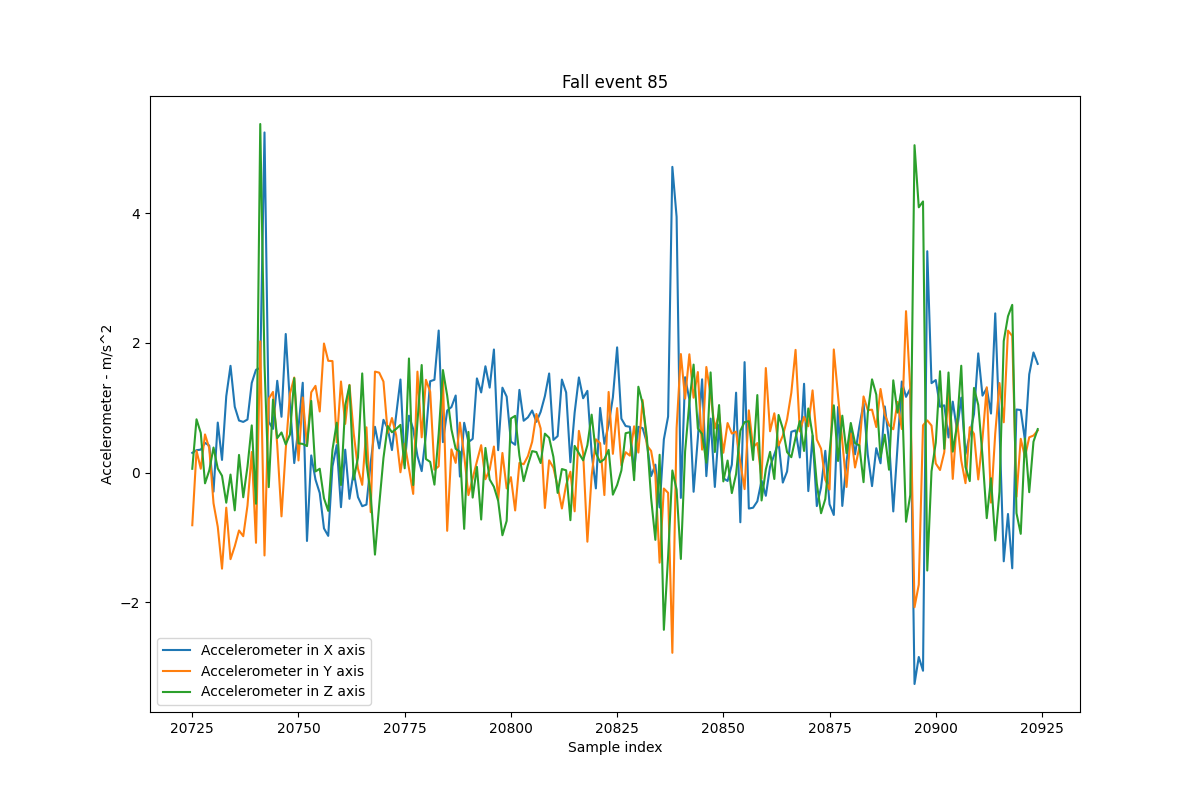 Fall event 85
Accelerometer - m/s^2
4
2
0
−2
Accelerometer in X axis
Accelerometer in Y axis
Accelerometer in Z axis
20725 20750 20775 20800 20825 20850 20875 20900 20925
Sample index